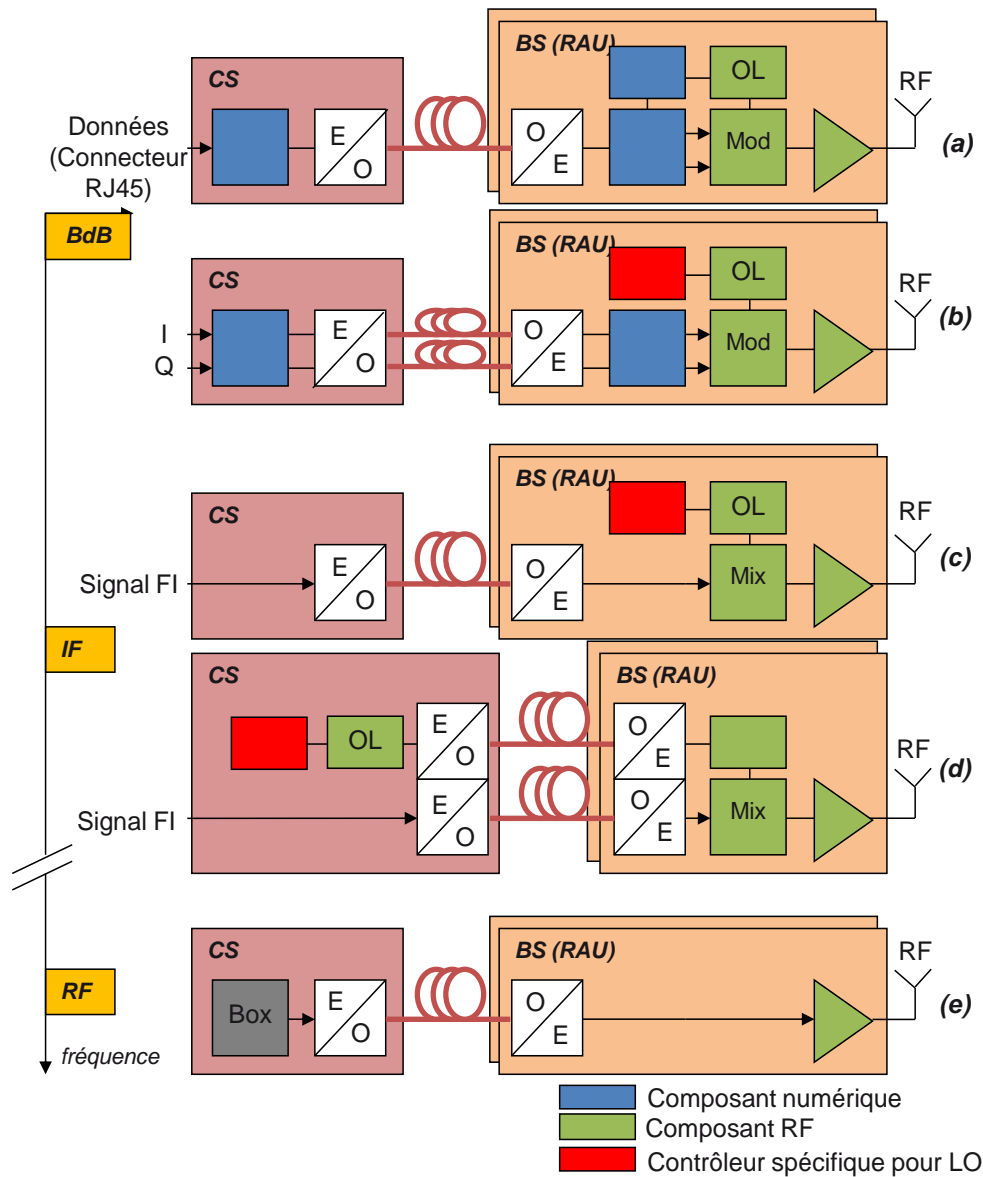 CS
BS (RAU)
OL
RF
E
O
O
E
Mod
(a)
Données
(Connecteur
RJ45)
BdB
CS
BS (RAU)
OL
RF
I
Q
E
O
O
E
Mod
(b)
CS
BS (RAU)
OL
RF
Signal FI
E
O
O
E
Mix
(c)
IF
CS
BS (RAU)
OL
E
O
O
E
RF
(d)
Signal FI
E
O
O
E
Mix
CS
BS (RAU)
RF
RF
Box
E
O
O
E
(e)
fréquence
Composant numérique
Composant RF
Contrôleur spécifique pour LO